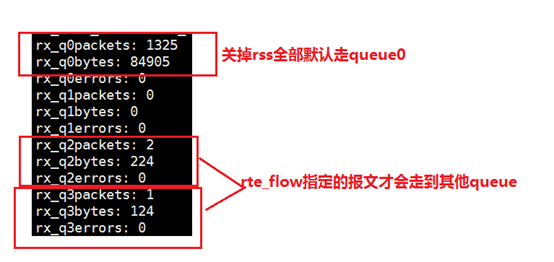 rx_q0packets: 1325
rx_q0bytes: 84905
关掉rss全部默认走queue0
rx_q0errors: 0
rx_q1packets: 0
rx_q1bytes: 0
rx_q1errors: 0
rx_q2packets: 2
rx_q2bytes: 224
rx_q2errors: 0
rte_flow指定的报文才会走到其他queue
rx_q3packets: 1
rx_q3bytes: 124
rx_q3errors: 0